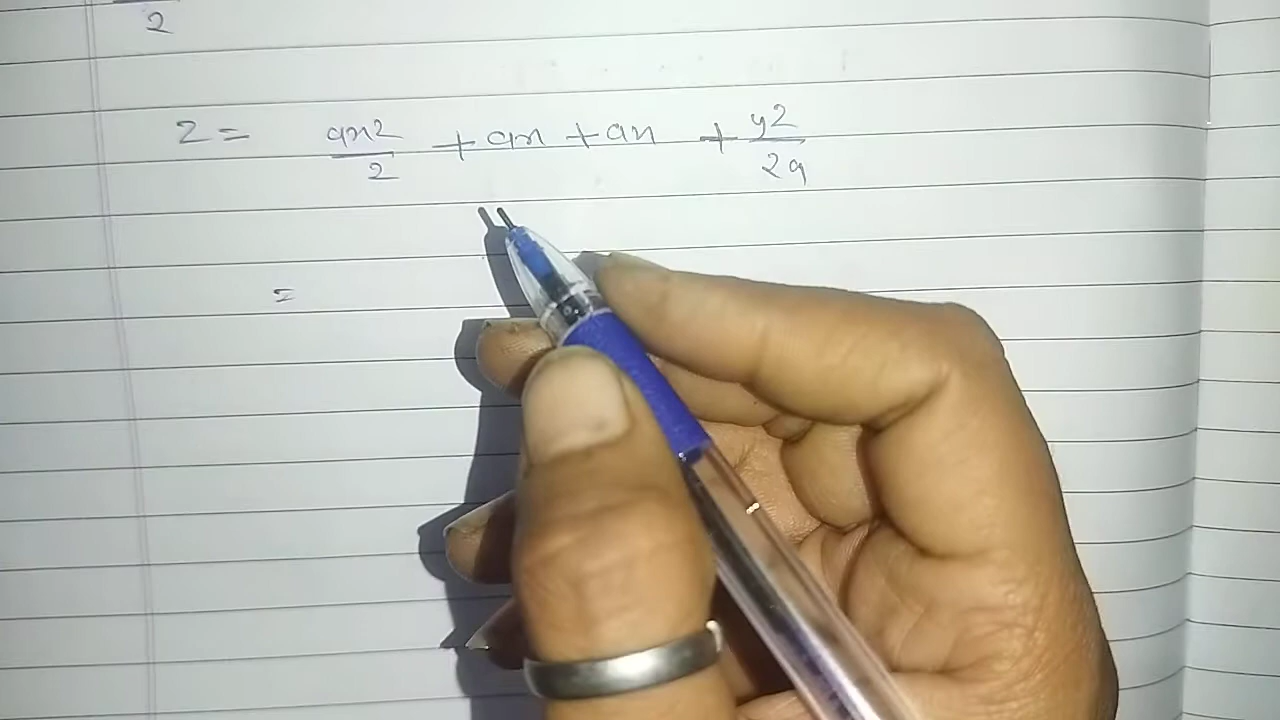 2
z = ax2/2 + ax + ax + y2/2a
=